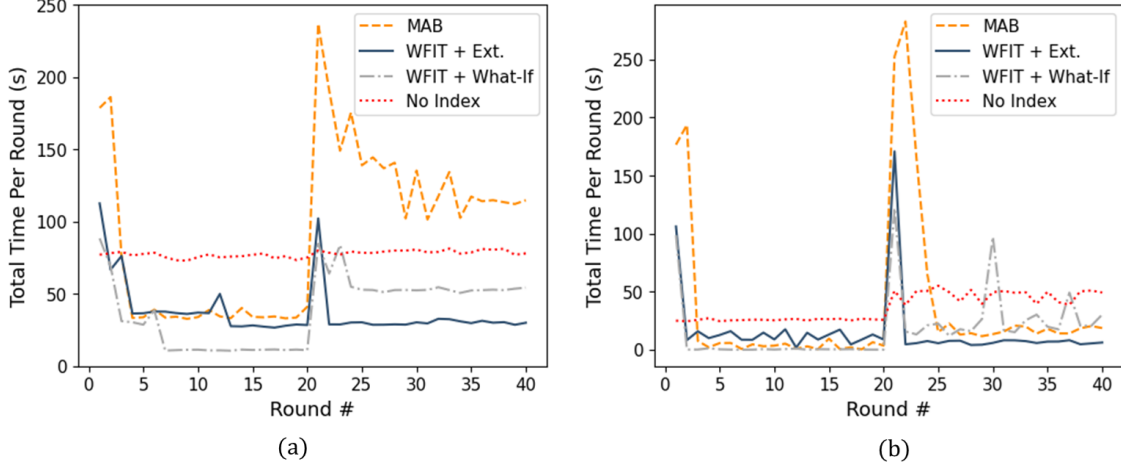 250
200
150
100
50
0
Total Time Per Round (s)
0 5 10 15 20 25 30 35 40
Round #
MAB
WFIT + Ext.
WFIT + What-If
No Index
(a)
250
200
150
100
50
0
Total Time Per Round (s)
0 5 10 15 20 25 30 35 40
Round #
MAB
WFIT + Ext.
WFIT + What-If
No Index
(b)